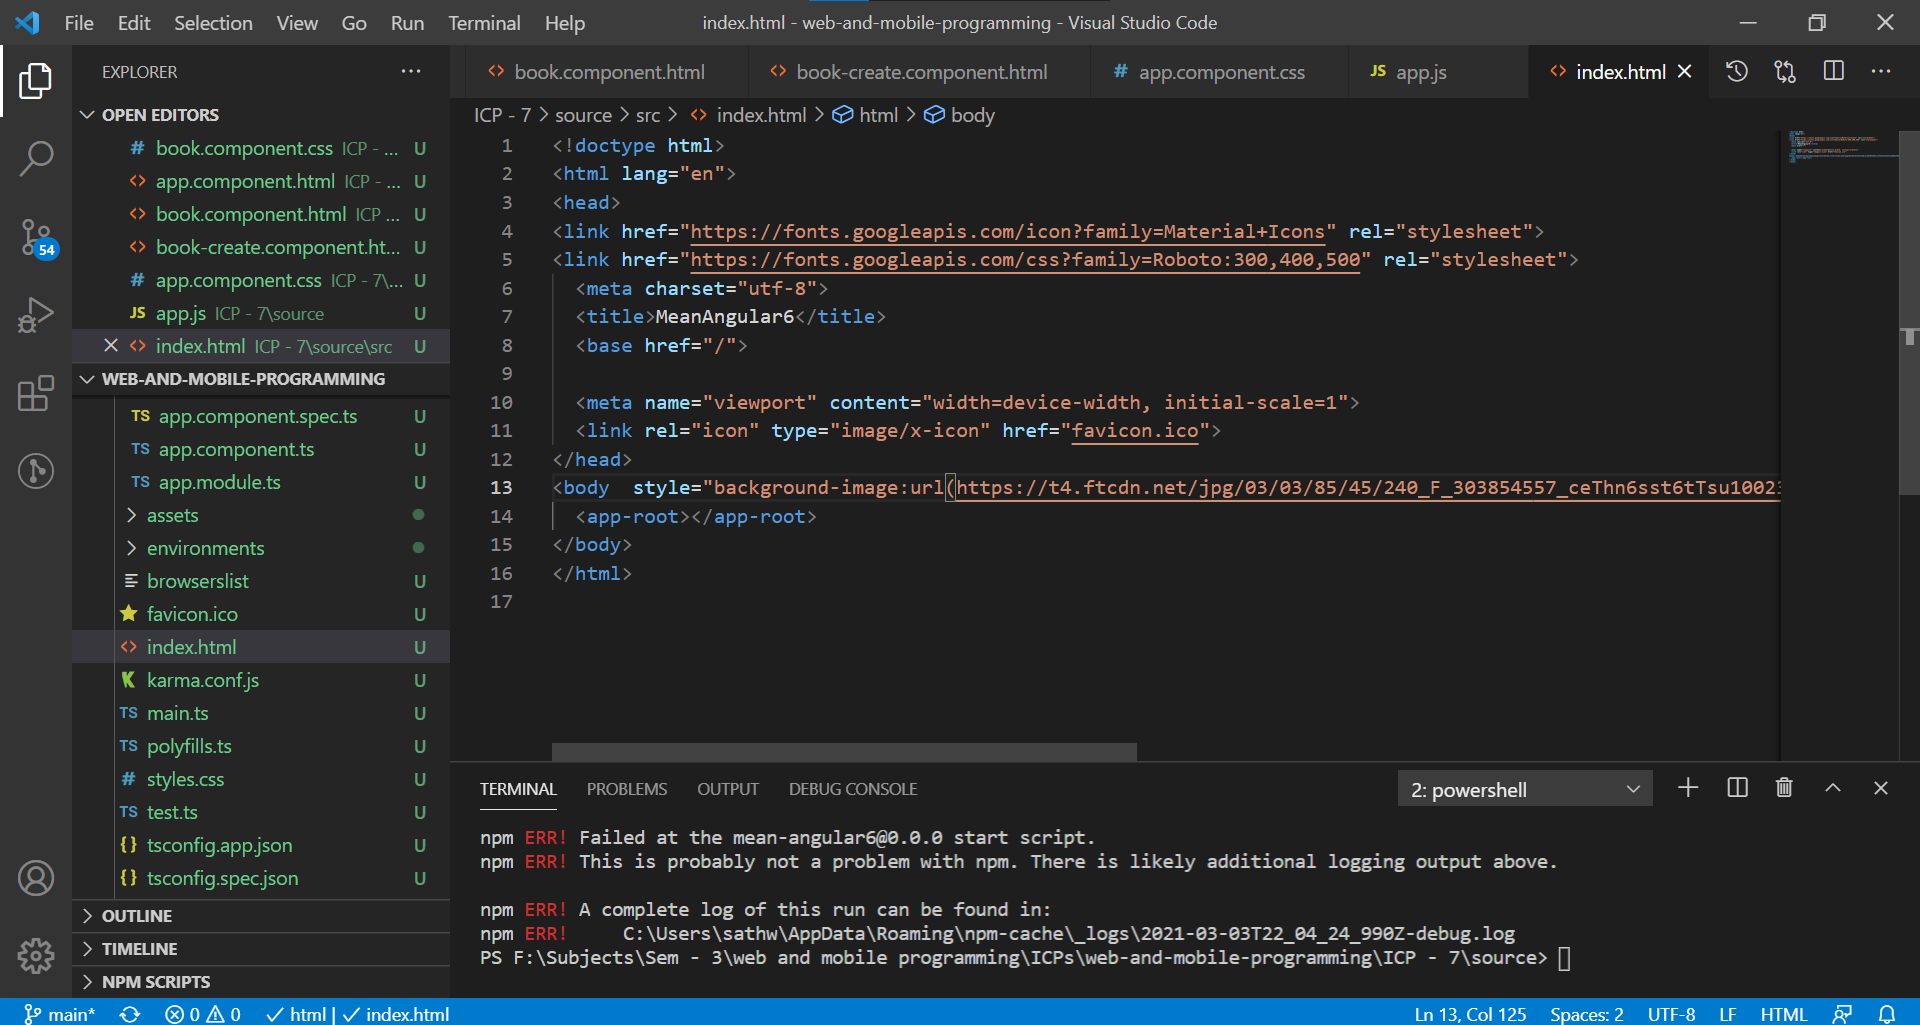 File Edit Selection View Go Run Terminal Help index.html - web-and-mobile-programming - Visual Studio Code
EXPLORER ···
OPEN EDITORS
# book.component.css ICP - ... U
<> app.component.html ICP - ... U
<> book.component.html ICP ... U
<> book-create.component.ht... U
# app.component.css ICP - 7\... U
JS app.js ICP - 7\source U
<> index.html ICP - 7\source\src U
WEB-AND-MOBILE-PROGRAMMING
TS app.component.spec.ts U
TS app.component.ts U
TS app.module.ts U
assets
environments
browserslist U
favicon.ico U
<> index.html U
karma.conf.js U
TS main.ts U
TS polyfills.ts U
# styles.css U
TS test.ts U
{} tsconfig.app.json U
{} tsconfig.spec.json U
OUTLINE
TIMELINE
NPM SCRIPTS
54
<> book.component.html <> book-create.component.html # app.component.css JS app.js <> index.html ···
ICP - 7 > source > src > <> index.html > html > body
1 <!doctype html>
2 <html lang="en">
3 <head>
4 <link href="https://fonts.googleapis.com/icon?family=Material+Icons" rel="stylesheet">
5 <link href="https://fonts.googleapis.com/css?family=Roboto:300,400,500" rel="stylesheet">
6 <meta charset="utf-8">
7 <title>MeanAngular6</title>
8 <base href="/">
9
10 <meta name="viewport" content="width=device-width, initial-scale=1">
11 <link rel="icon" type="image/x-icon" href="favicon.ico">
12 </head>
13 <body  style="background-image:url(https://t4.ftcdn.net/jpg/03/03/85/45/240_F_303854557_ceThn6sst6tTsu1002
14 <app-root></app-root>
15 </body>
16 </html>
17
TERMINAL PROBLEMS OUTPUT DEBUG CONSOLE 2: powershell
npm ERR! Failed at the mean-angular6@0.0.0 start script.
npm ERR! This is probably not a problem with npm. There is likely additional logging output above.
npm ERR! A complete log of this run can be found in:
npm ERR!     C:\Users\sathw\AppData\Roaming\npm-cache\_logs\2021-03-03T22_04_24_990Z-debug.log
PS F:\Subjects\Sem - 3\web and mobile programming\ICPs\web-and-mobile-programming\ICP - 7\source>
main* 0 0 html | index.html Ln 13, Col 125 Spaces: 2 UTF-8 LF HTML